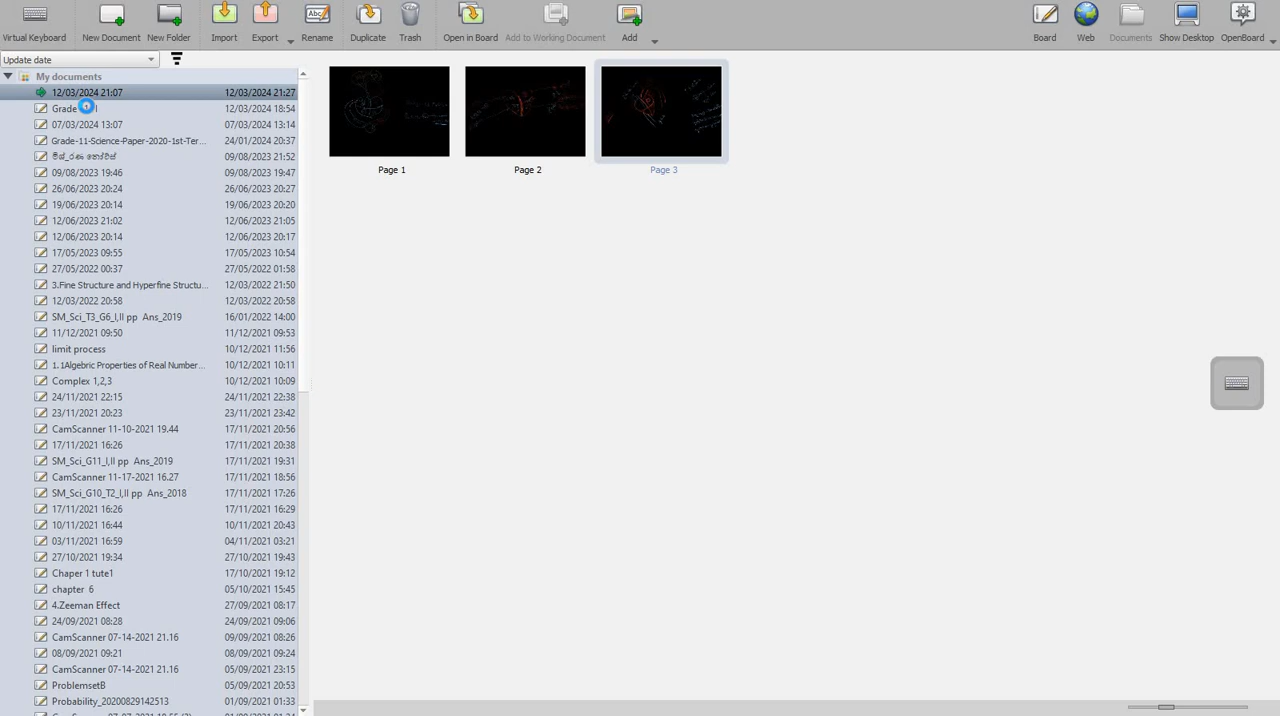 Virtual Keyboard New Document New Folder Import Export Rename Duplicate Trash Open in Board Add to Working Document Add Board Web Documents Show Desktop OpenBoard
Update date
My documents
12/03/2024 21:07 12/03/2024 21:27
Grade 12/03/2024 18:54
07/03/2024 13:07 07/03/2024 13:14
Grade-11-Science-Paper-2020-1st-Ter... 24/01/2024 20:37
09/08/2023 21:52
09/08/2023 19:46 09/08/2023 19:47
26/06/2023 20:24 26/06/2023 20:27
19/06/2023 20:14 19/06/2023 20:20
12/06/2023 21:02 12/06/2023 21:05
12/06/2023 20:14 12/06/2023 20:17
17/05/2023 09:55 17/05/2023 10:54
27/05/2022 00:37 27/05/2022 01:58
3.Fine Structure and Hyperfine Structu... 12/03/2022 21:50
12/03/2022 20:58 12/03/2022 20:58
SM_Sci_T3_G6_I,II pp Ans_2019 16/01/2022 14:00
11/12/2021 09:50 11/12/2021 09:53
limit process 10/12/2021 11:56
1.1Algebric Properties of Real Number... 10/12/2021 10:11
Complex 1,2,3 10/12/2021 10:09
24/11/2021 22:15 24/11/2021 22:38
23/11/2021 20:23 23/11/2021 23:42
CamScanner 11-10-2021 19.44 17/11/2021 20:56
17/11/2021 16:26 17/11/2021 20:38
SM_Sci_G11_I,II pp Ans_2019 17/11/2021 19:31
CamScanner 11-17-2021 16.27 17/11/2021 18:56
SM_Sci_G10_T2_I,II pp Ans_2018 17/11/2021 17:26
17/11/2021 16:26 17/11/2021 16:29
10/11/2021 16:44 10/11/2021 20:43
03/11/2021 16:59 04/11/2021 03:21
27/10/2021 19:34 27/10/2021 19:43
Chaper 1 tute1 17/10/2021 19:12
chapter 6 05/10/2021 15:45
4.Zeeman Effect 27/09/2021 08:17
24/09/2021 08:28 24/09/2021 09:06
CamScanner 07-14-2021 21.16 09/09/2021 08:26
08/09/2021 09:21 08/09/2021 09:24
CamScanner 07-14-2021 21.16 05/09/2021 23:15
ProblemsetB 05/09/2021 20:53
Probability_20200829142513 01/09/2021 01:33
Page 1 Page 2 Page 3